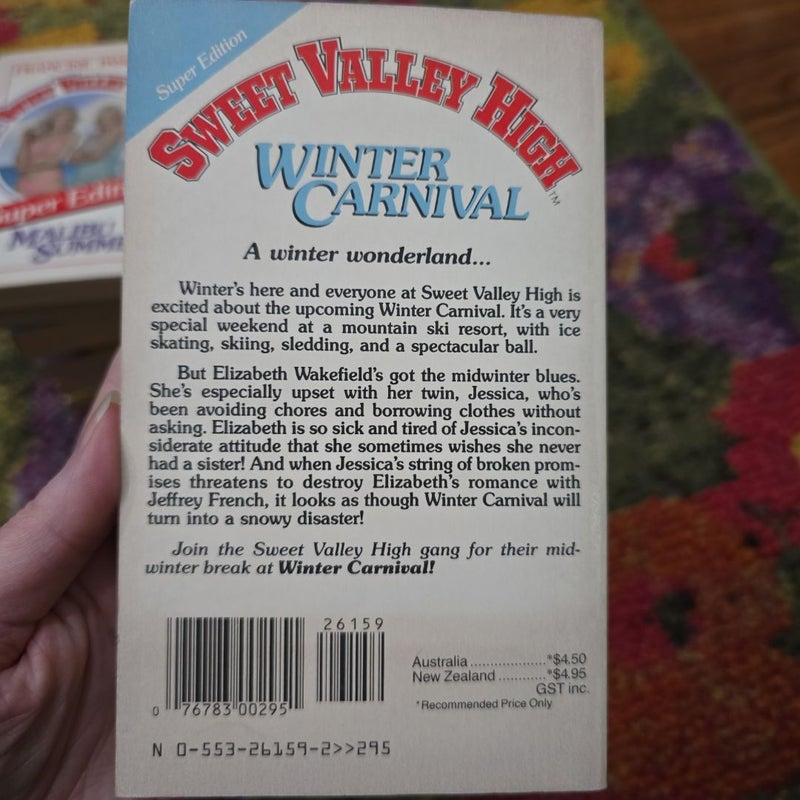 Super Edition
SWEET VALLEY HIGH™
WINTER
CARNIVAL
A winter wonderland...
Winter's here and everyone at Sweet Valley High is
excited about the upcoming Winter Carnival. It's a very
special weekend at a mountain ski resort, with ice
skating, skiing, sledding, and a spectacular ball.
But Elizabeth Wakefield's got the midwinter blues.
She's especially upset with her twin, Jessica, who's
been avoiding chores and borrowing clothes without
asking. Elizabeth is so sick and tired of Jessica's incon-
siderate attitude that she sometimes wishes she never
had a sister! And when Jessica's string of broken prom-
ises threatens to destroy Elizabeth's romance with
Jeffrey French, it looks as though Winter Carnival will
turn into a snowy disaster!
Join the Sweet Valley High gang for their mid-
winter break at Winter Carnival!
26159
0 76783 00295
Australia ................... *$4.50
New Zealand ............ *$4.95
GST inc.
*Recommended Price Only
N 0-553-26159-2>>295
MALIBU